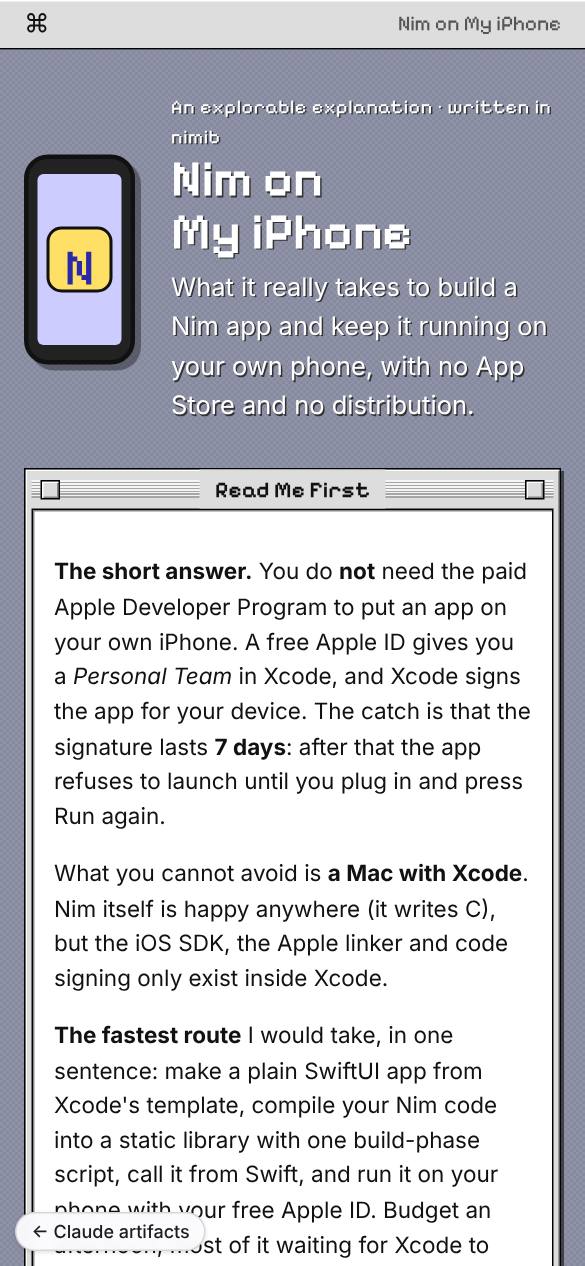 ⌘ Nim on My iPhone
An explorable explanation · written in
nimib
Nim on
My iPhone
N
What it really takes to build a
Nim app and keep it running on
your own phone, with no App
Store and no distribution.
Read Me First
The short answer. You do not need the paid
Apple Developer Program to put an app on
your own iPhone. A free Apple ID gives you
a Personal Team in Xcode, and Xcode signs
the app for your device. The catch is that the
signature lasts 7 days: after that the app
refuses to launch until you plug in and press
Run again.
What you cannot avoid is a Mac with Xcode.
Nim itself is happy anywhere (it writes C),
but the iOS SDK, the Apple linker and code
signing only exist inside Xcode.
The fastest route I would take, in one
sentence: make a plain SwiftUI app from
Xcode's template, compile your Nim code
into a static library with one build-phase
script, call it from Swift, and run it on your
phone with your free Apple ID. Budget an
afternoon, most of it waiting for Xcode to
← Claude artifacts